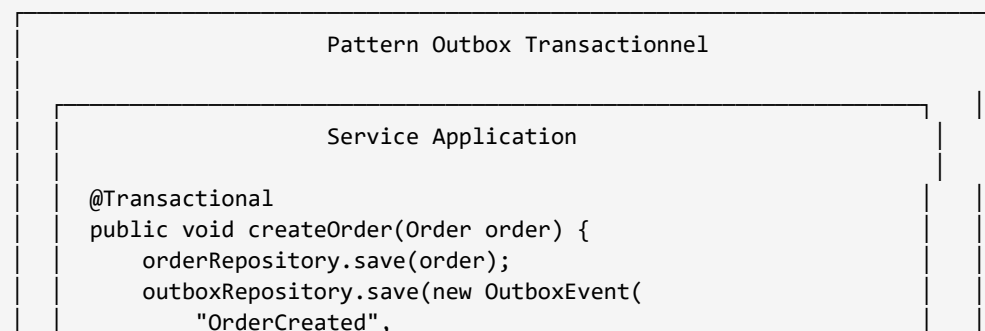 Pattern Outbox Transactionnel
Service Application
@Transactional
public void createOrder(Order order) {
orderRepository.save(order);
outboxRepository.save(new OutboxEvent(
"OrderCreated",